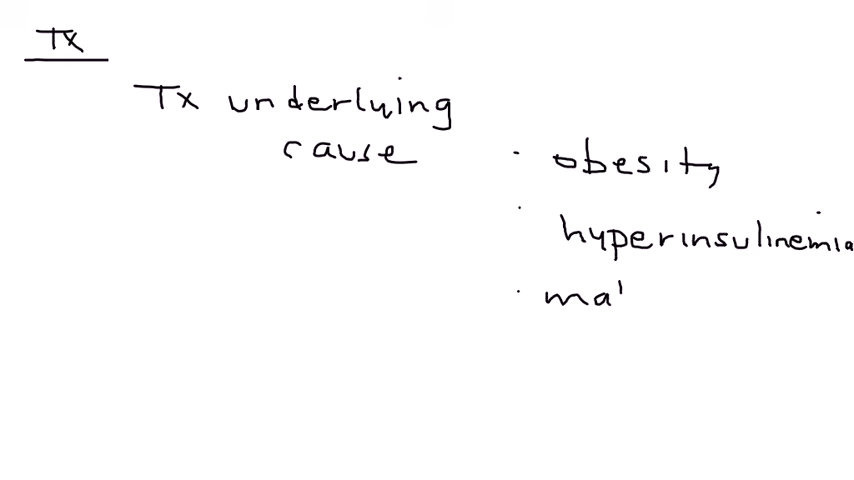 Tx
Tx underlying
cause
· obesity
· hyperinsulinemia
· ma